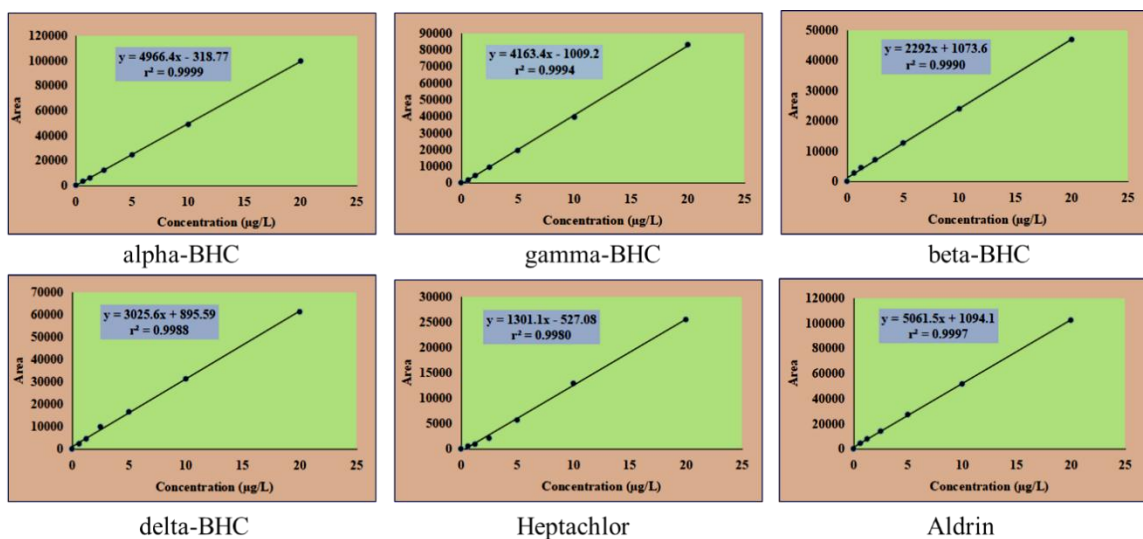 y = 4966.4x - 318.77
r² = 0.9999
Area
120000
100000
80000
60000
40000
20000
0
0 5 10 15 20 25
Concentration (µg/L)
alpha-BHC
y = 4163.4x - 1009.2
r² = 0.9994
Area
90000
80000
70000
60000
50000
40000
30000
20000
10000
0
0 5 10 15 20 25
Concentration (µg/L)
gamma-BHC
y = 2292x + 1073.6
r² = 0.9990
Area
50000
40000
30000
20000
10000
0
0 5 10 15 20 25
Concentration (µg/L)
beta-BHC
y = 3025.6x + 895.59
r² = 0.9988
Area
70000
60000
50000
40000
30000
20000
10000
0
0 5 10 15 20 25
Concentration (µg/L)
delta-BHC
y = 1301.1x - 527.08
r² = 0.9980
Area
30000
25000
20000
15000
10000
5000
0
0 5 10 15 20 25
Concentration (µg/L)
Heptachlor
y = 5061.5x + 1094.1
r² = 0.9997
Area
120000
100000
80000
60000
40000
20000
0
0 5 10 15 20 25
Concentration (µg/L)
Aldrin